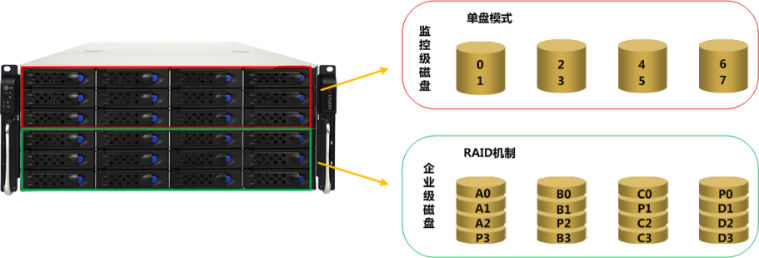 单盘模式
监控级磁盘
0 2 4 6
1 3 5 7
RAID机制
企业级磁盘
A0 B0 C0 P0
A1 B1 P1 D1
A2 P2 C2 D2
P3 B3 C3 D3